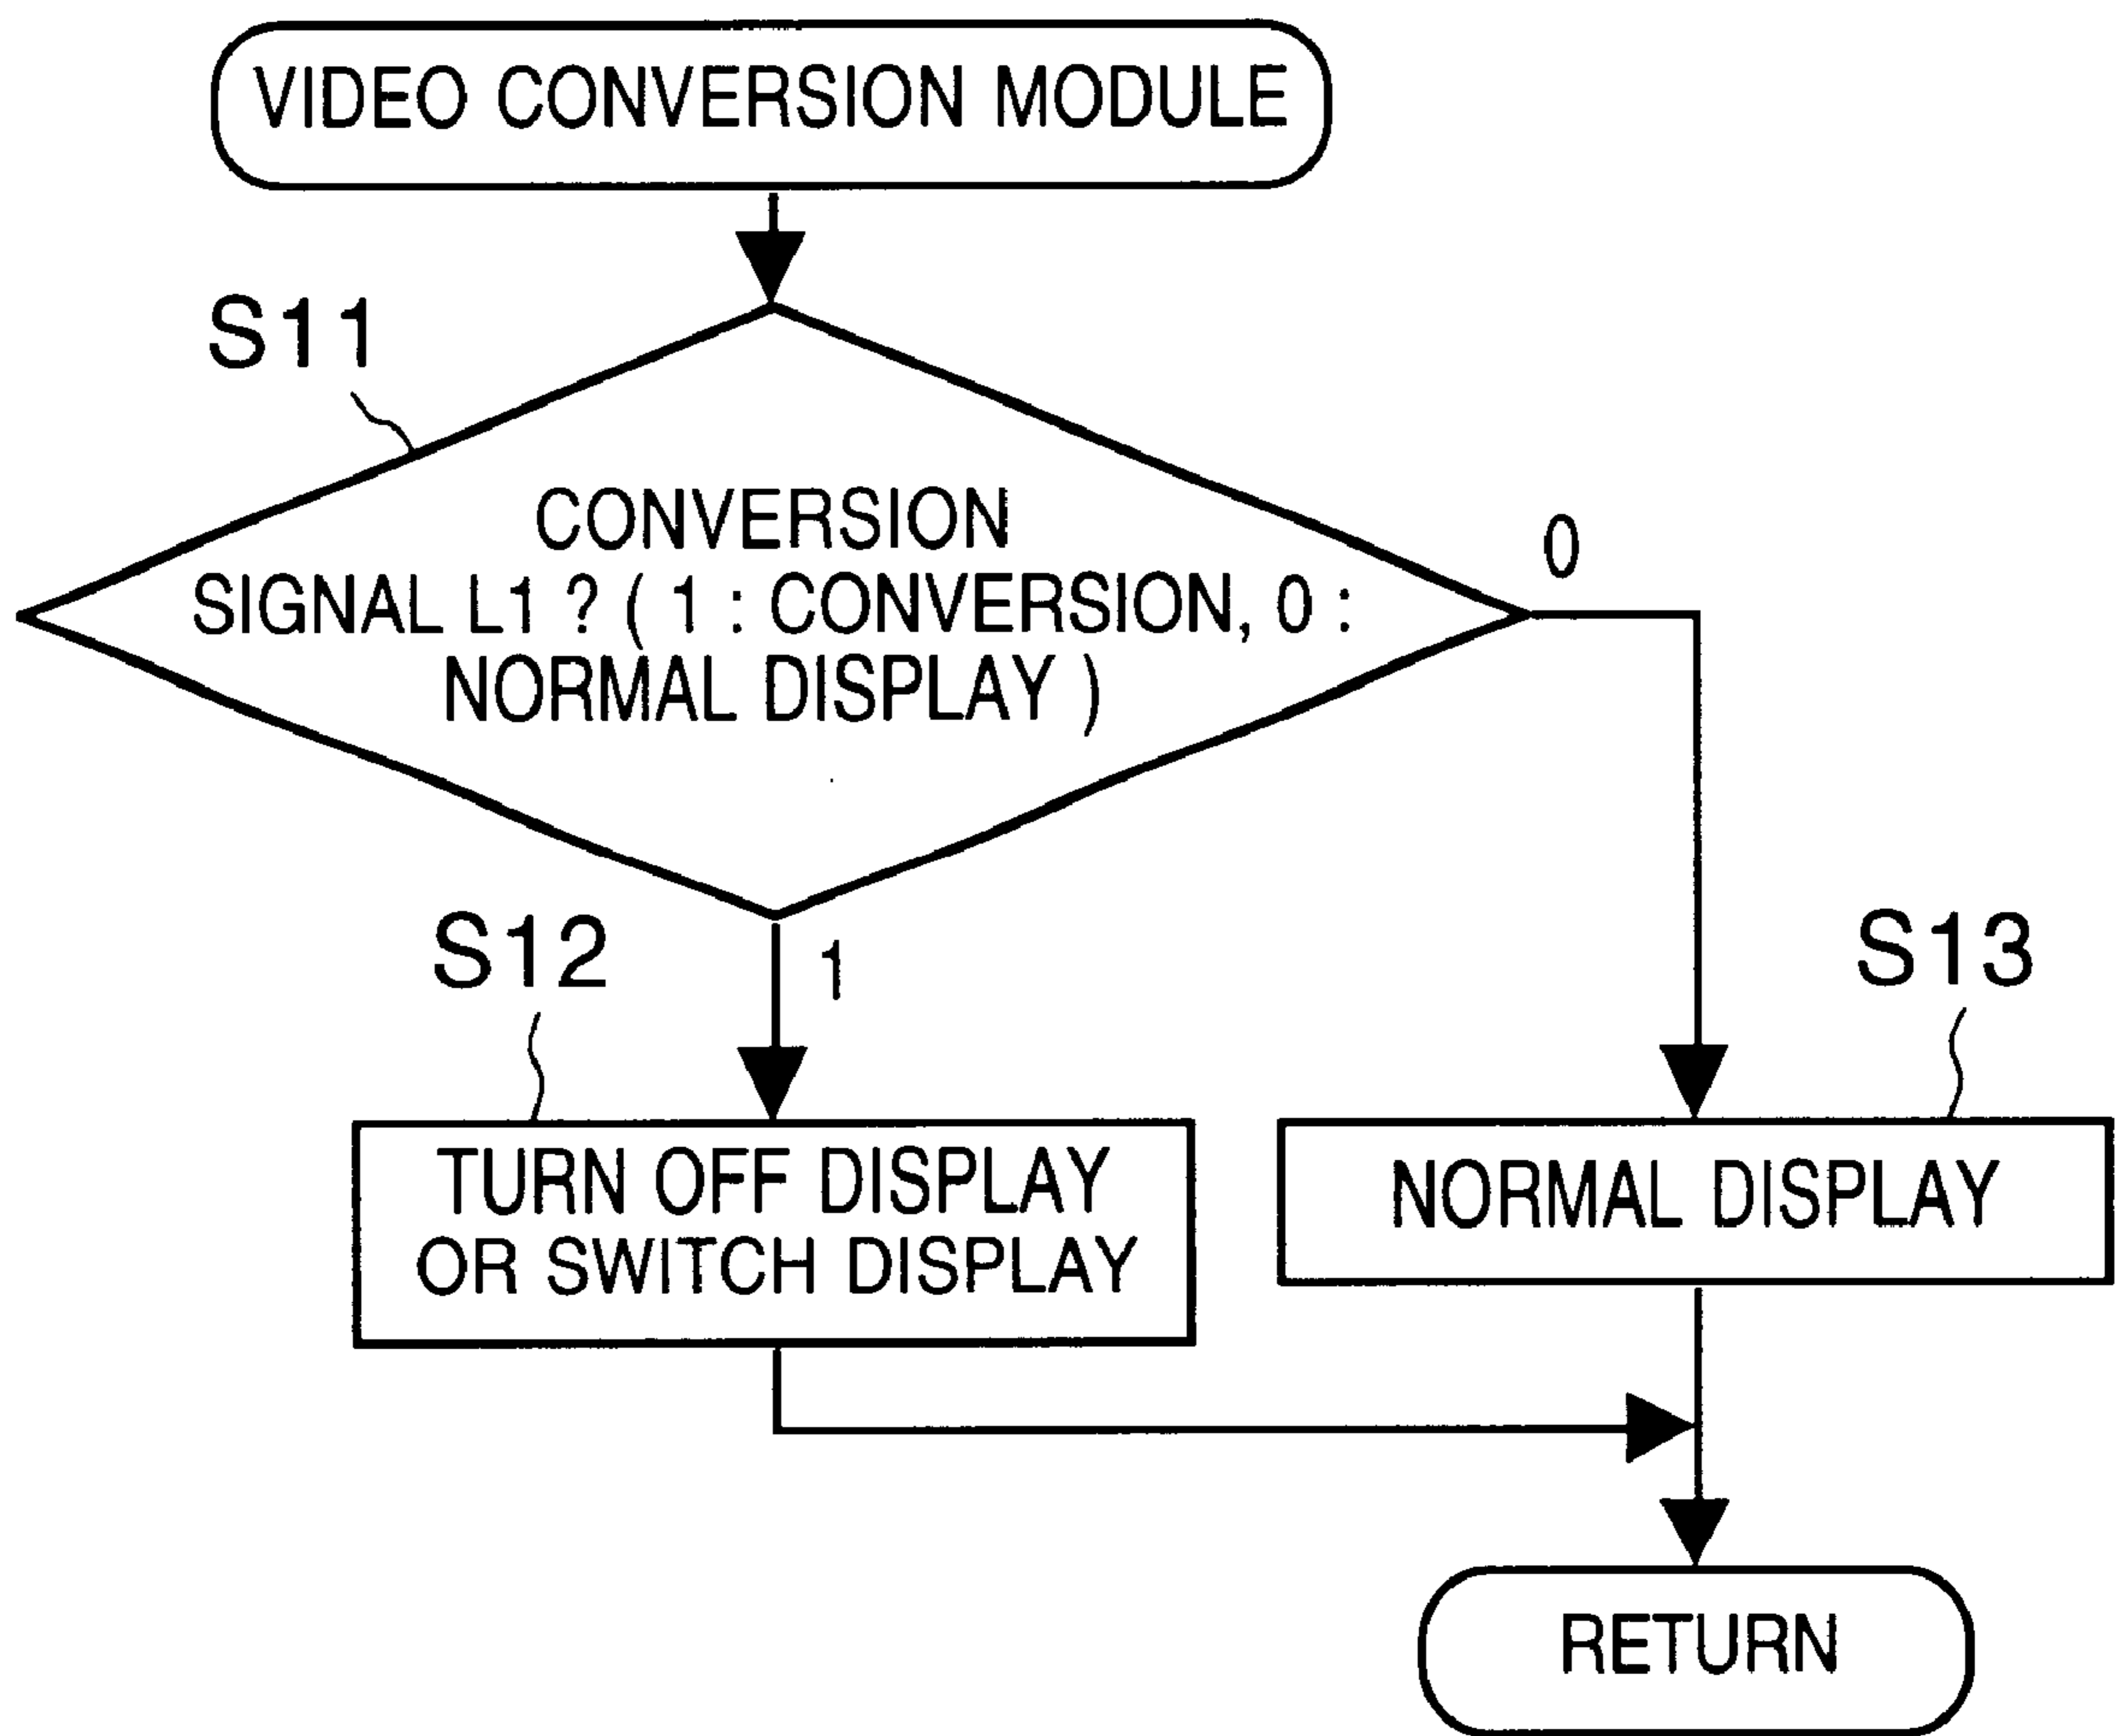 VIDEO CONVERSION MODULE
S11
CONVERSION
SIGNAL L1 ? ( 1 : CONVERSION, 0 :
NORMAL DISPLAY )
0
S12
1
S13
TURN OFF DISPLAY
OR SWITCH DISPLAY
NORMAL DISPLAY
RETURN